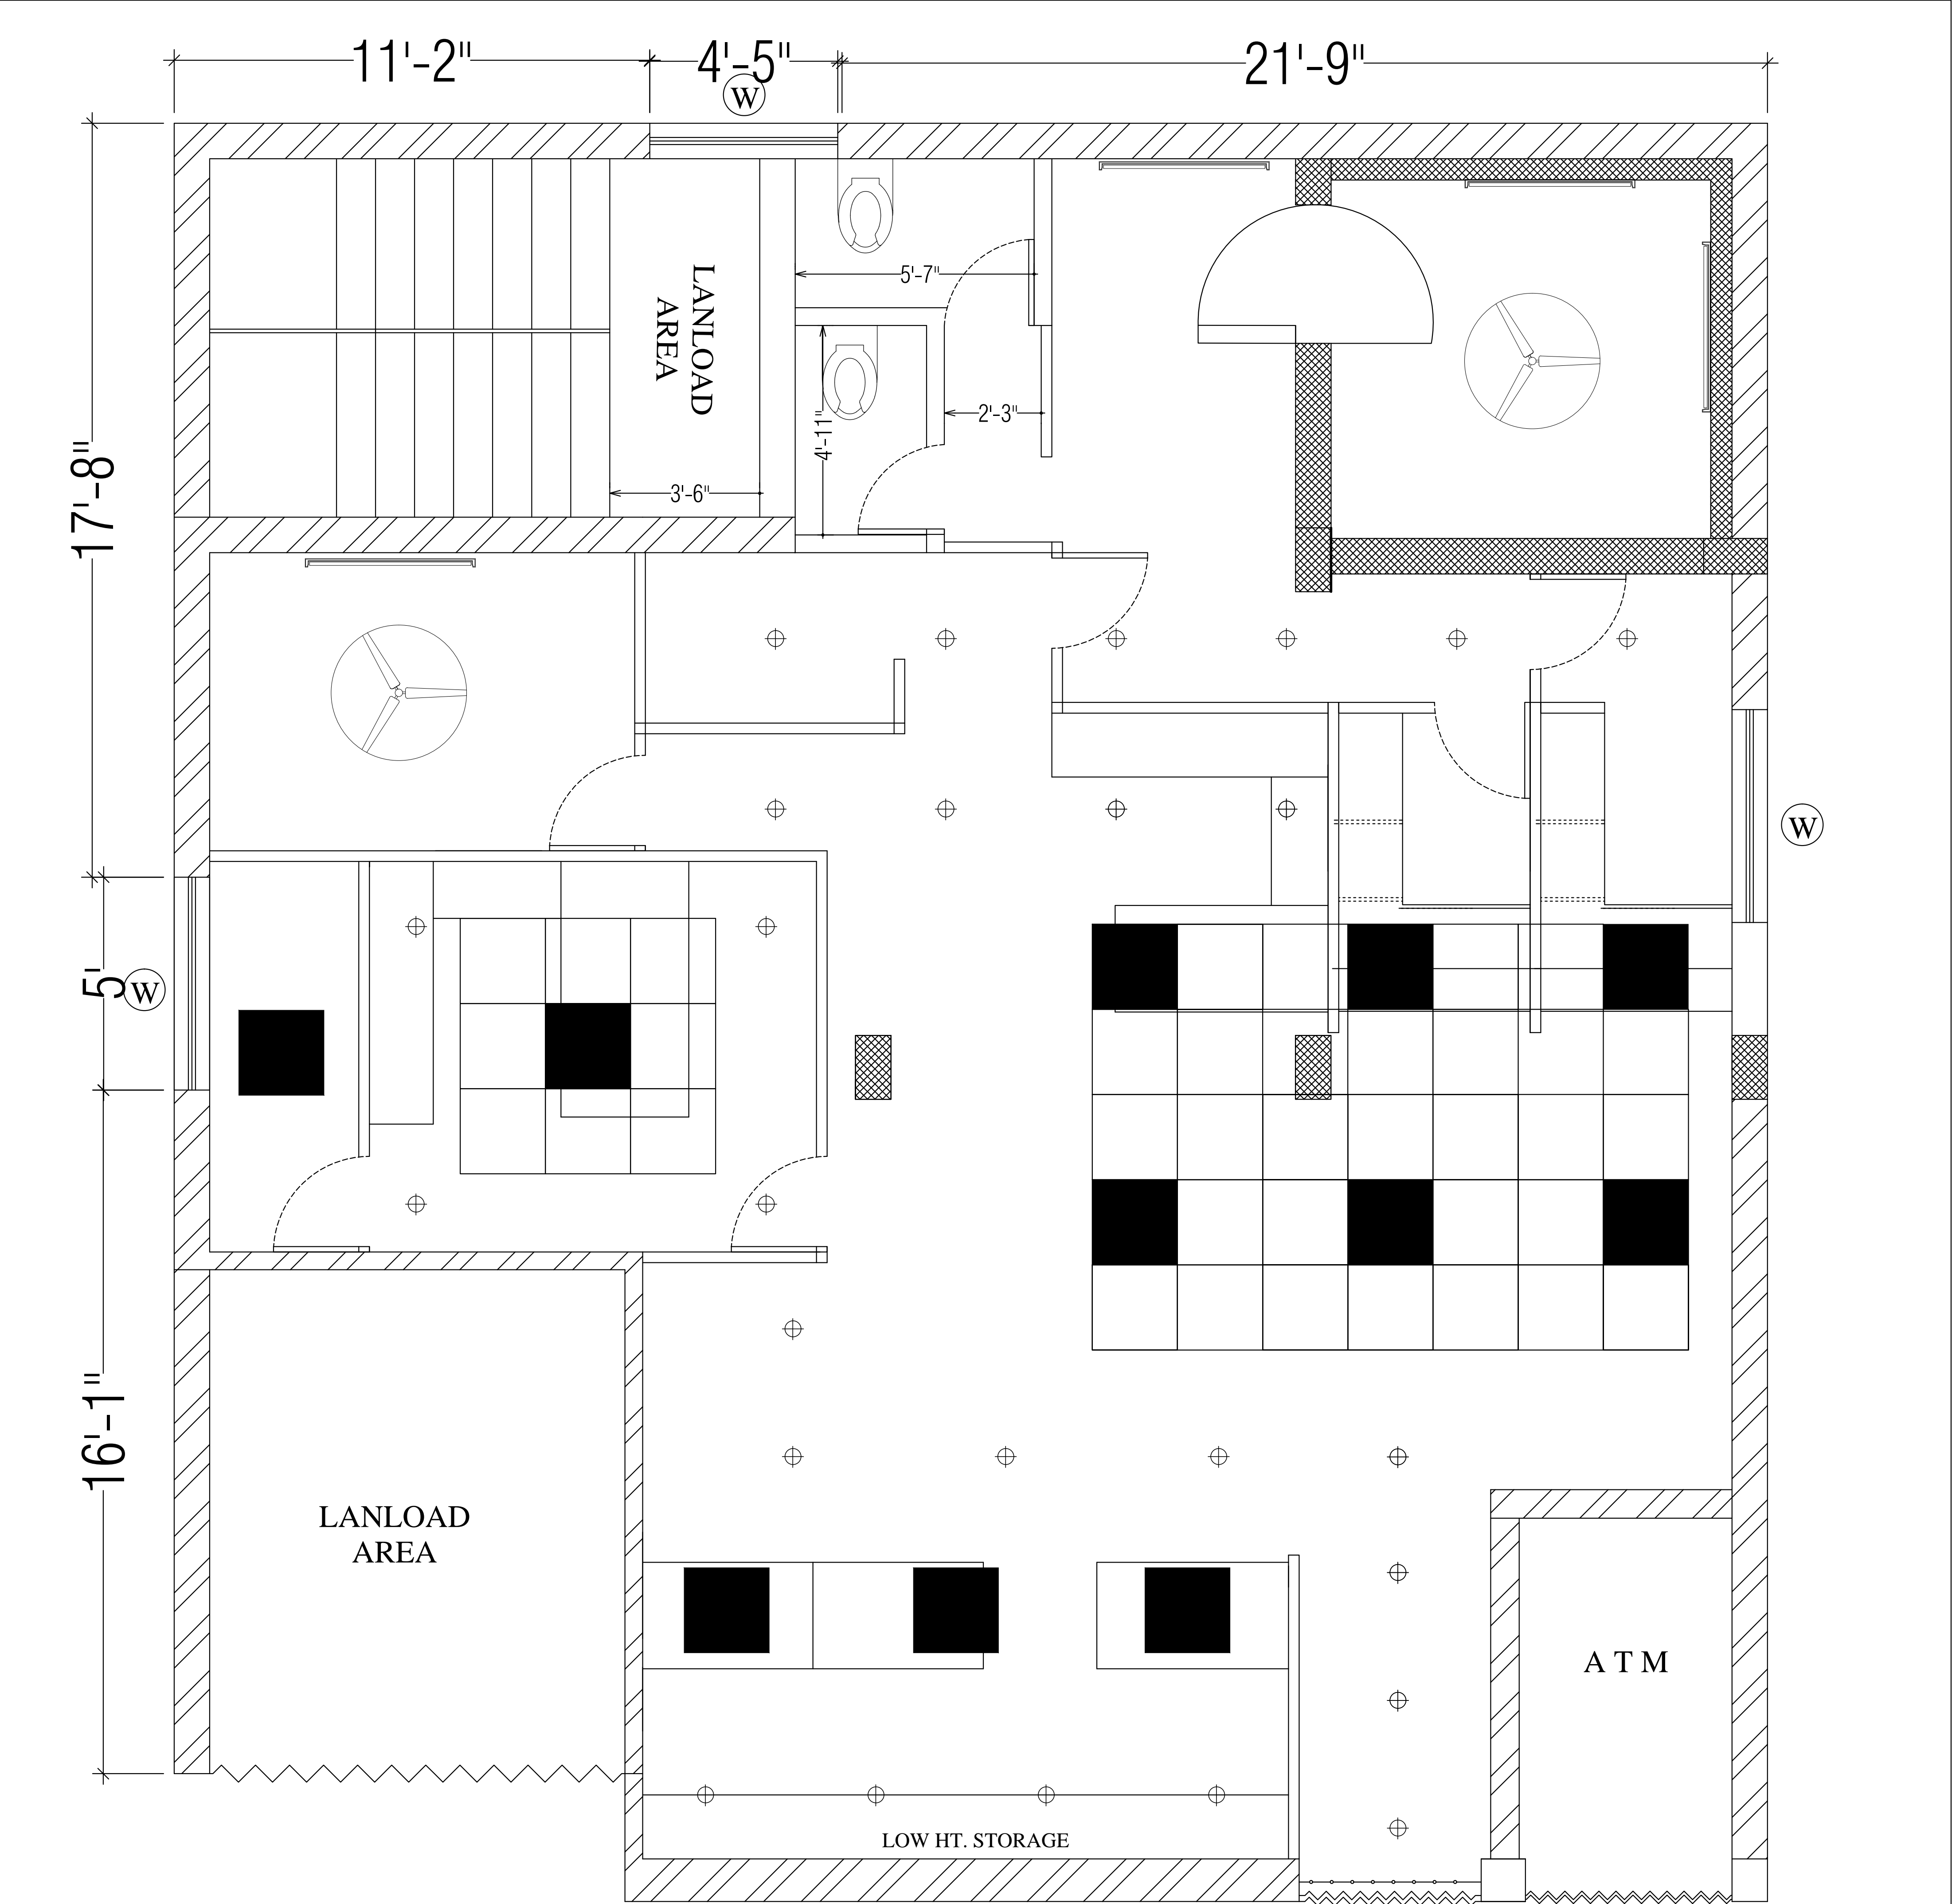 11'-2"
4'-5"
21'-9"
W
LANLOAD
AREA
5'-7"
2'-3"
4'-11"
3'-6"
17'-8"
W
5'
W
16'-1"
LANLOAD
AREA
A T M
LOW HT. STORAGE